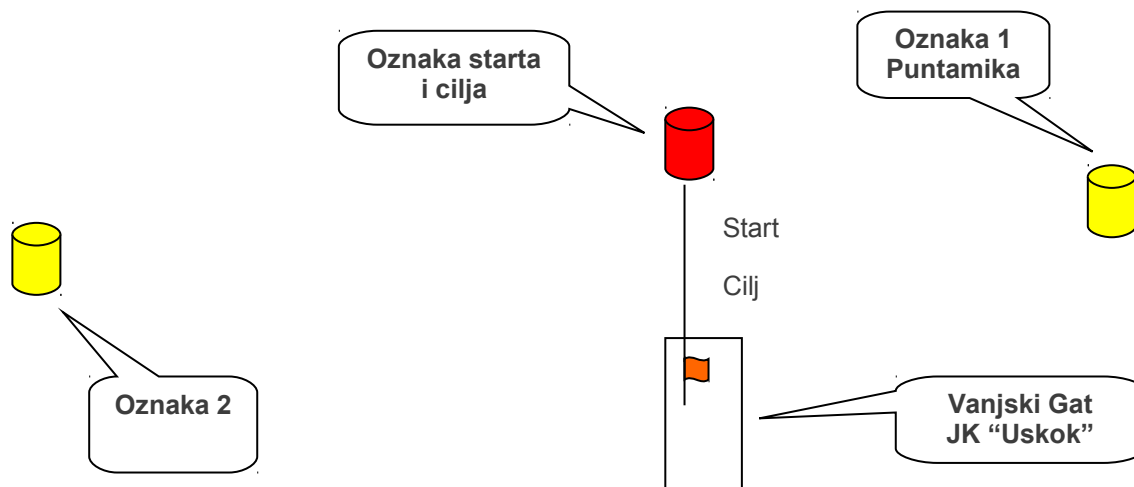 Oznaka starta
i cilja
Oznaka 1
Puntamika
Start
Cilj
Oznaka 2
Vanjski Gat
JK “Uskok”